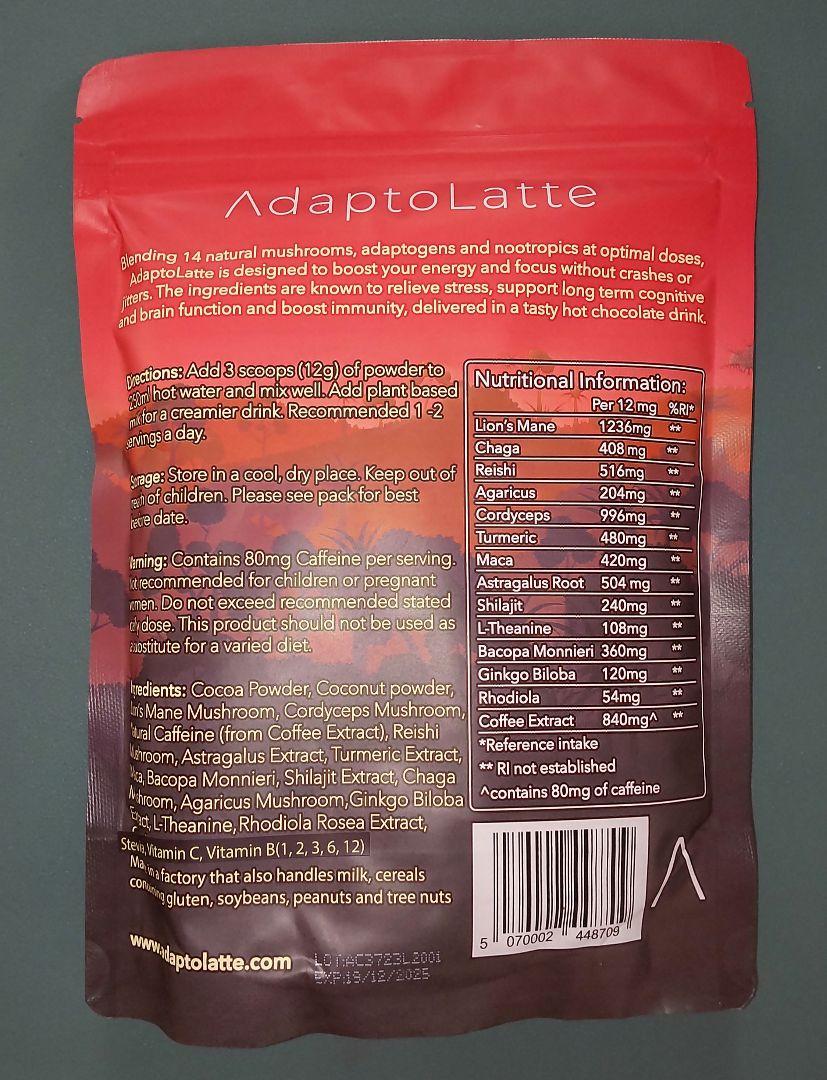 AdaptoLatte
Blending 14 natural mushrooms, adaptogens and nootropics at optimal doses,
AdaptoLatte is designed to boost your energy and focus without crashes or
jitters. The ingredients are known to relieve stress, support long term cognitive
and brain function and boost immunity, delivered in a tasty hot chocolate drink.
Directions: Add 3 scoops (12g) of powder to
250ml hot water and mix well. Add plant based
milk for a creamier drink. Recommended 1 -2
servings a day.
Storage: Store in a cool, dry place. Keep out of
reach of children. Please see pack for best
before date.
Warning: Contains 80mg Caffeine per serving.
Not recommended for children or pregnant
women. Do not exceed recommended stated
daily dose. This product should not be used as
a substitute for a varied diet.
Ingredients: Cocoa Powder, Coconut powder,
Lion's Mane Mushroom, Cordyceps Mushroom,
Natural Caffeine (from Coffee Extract), Reishi
Mushroom, Astragalus Extract, Turmeric Extract,
Maca, Bacopa Monnieri, Shilajit Extract, Chaga
Mushroom, Agaricus Mushroom,Ginkgo Biloba
Extract, L-Theanine, Rhodiola Rosea Extract,
Stevia, Vitamin C, Vitamin B(1, 2, 3, 6, 12)
Made in a factory that also handles milk, cereals
containing gluten, soybeans, peanuts and tree nuts
www.adaptolatte.com
LOT:AC3723L2001
EXP:19/12/2025
Nutritional Information:
Per 12 mg %RI*
Lion's Mane 1236mg **
Chaga 408 mg **
Reishi 516mg **
Agaricus 204mg **
Cordyceps 996mg **
Turmeric 480mg **
Maca 420mg **
Astragalus Root 504 mg **
Shilajit 240mg **
L-Theanine 108mg **
Bacopa Monnieri 360mg **
Ginkgo Biloba 120mg **
Rhodiola 54mg **
Coffee Extract 840mg^ **
*Reference intake
** RI not established
^contains 80mg of caffeine
5 070002 448709